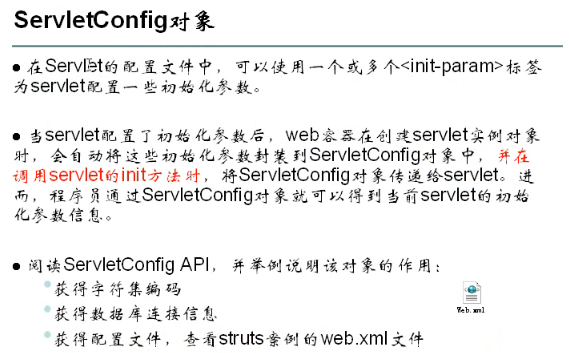 ServletConfig对象
● 在Servlet的配置文件中，可以使用一个或多个<init-param>标签
为servlet配置一些初始化参数。
● 当servlet配置了初始化参数后，web容器在创建servlet实例对象
时，会自动将这些初始化参数封装到ServletConfig对象中，并在
调用servlet的init方法时，将ServletConfig对象传递给servlet。进
而，程序员通过ServletConfig对象就可以得到当前servlet的初始
化参数信息。
● 阅读ServletConfig API，并举例说明该对象的作用：
•获得字符集编码
•获得数据库连接信息
•获得配置文件，查看struts案例的web.xml文件
Web.xml